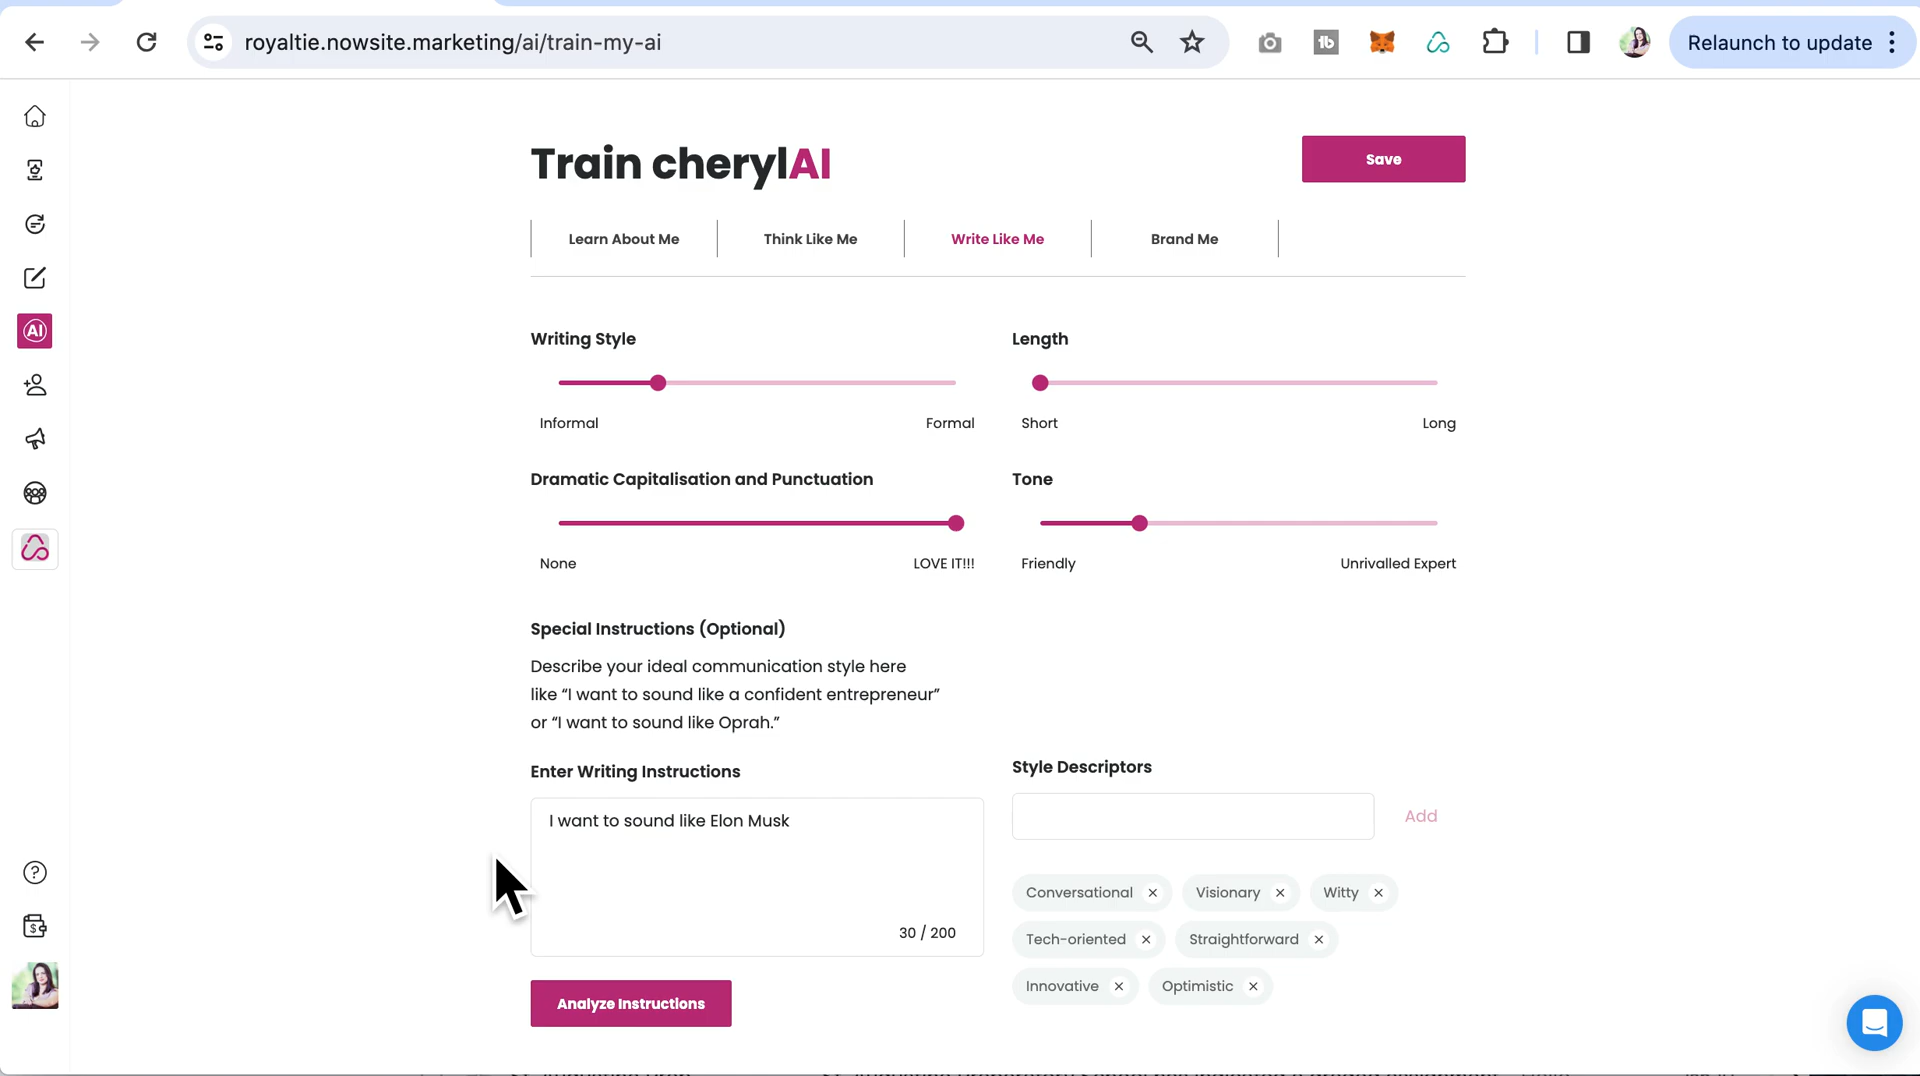 royaltie.nowsite.marketing/ai/train-my-ai
Relaunch to update
Train cherylAI
Save
Learn About Me
Think Like Me
Write Like Me
Brand Me
Writing Style
Length
Informal
Formal
Short
Long
Dramatic Capitalisation and Punctuation
Tone
None
LOVE IT!!!
Friendly
Unrivalled Expert
Special Instructions (Optional)
Describe your ideal communication style here
like “I want to sound like a confident entrepreneur”
or “I want to sound like Oprah.”
Enter Writing Instructions
Style Descriptors
I want to sound like Elon Musk
30 / 200
Add
Conversational
Visionary
Witty
Tech-oriented
Straightforward
Innovative
Optimistic
Analyze Instructions
AI
tb